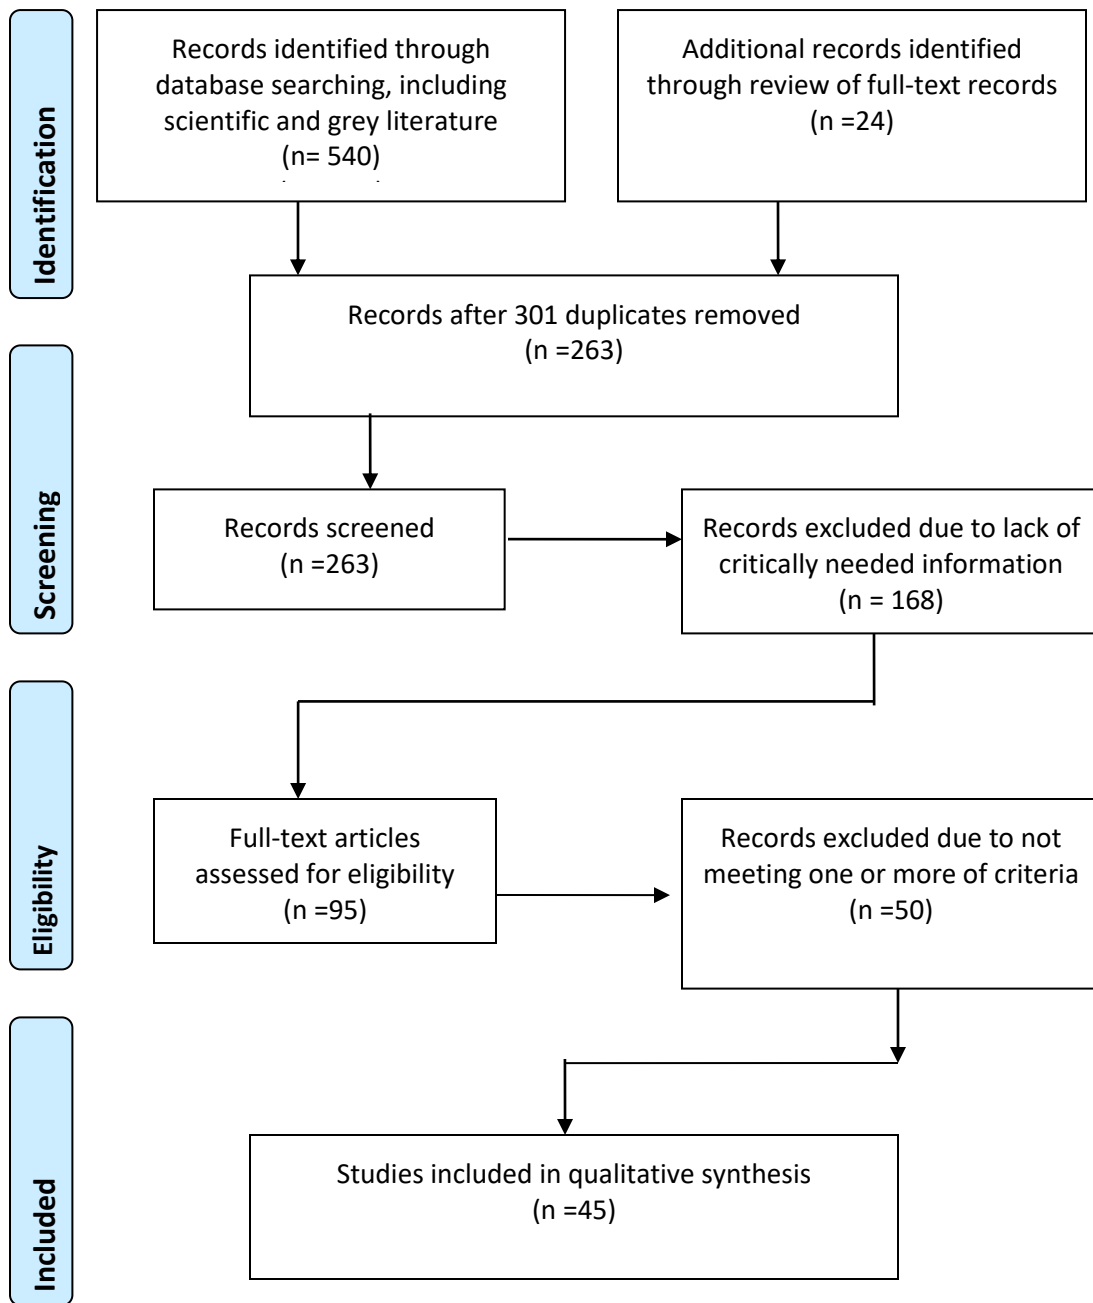 Identification
Records identified through
database searching, including
scientific and grey literature
(n= 540)
Additional records identified
through review of full-text records
(n =24)
Records after 301 duplicates removed
(n =263)
Screening
Records screened
(n =263)
Records excluded due to lack of
critically needed information
(n = 168)
Eligibility
Full-text articles
assessed for eligibility
(n =95)
Records excluded due to not
meeting one or more of criteria
(n =50)
Included
Studies included in qualitative synthesis
(n =45)